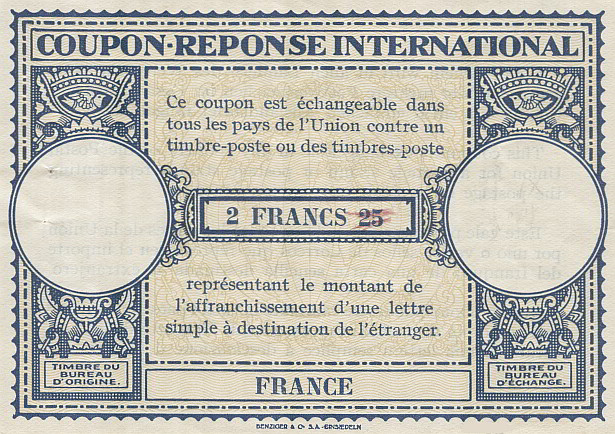 COUPON-REPONSE INTERNATIONAL
Ce coupon est échangeable dans
tous les pays de l'Union contre un
timbre-poste ou des timbres-poste
2 FRANCS 25
représentant le montant de
l'affranchissement d'une lettre
simple à destination de l'étranger.
TIMBRE DU
BUREAU
D'ORIGINE.
TIMBRE DU
BUREAU
D'ÉCHANGE.
FRANCE
BENZIGER & Co S.A.-EINSIEDELN